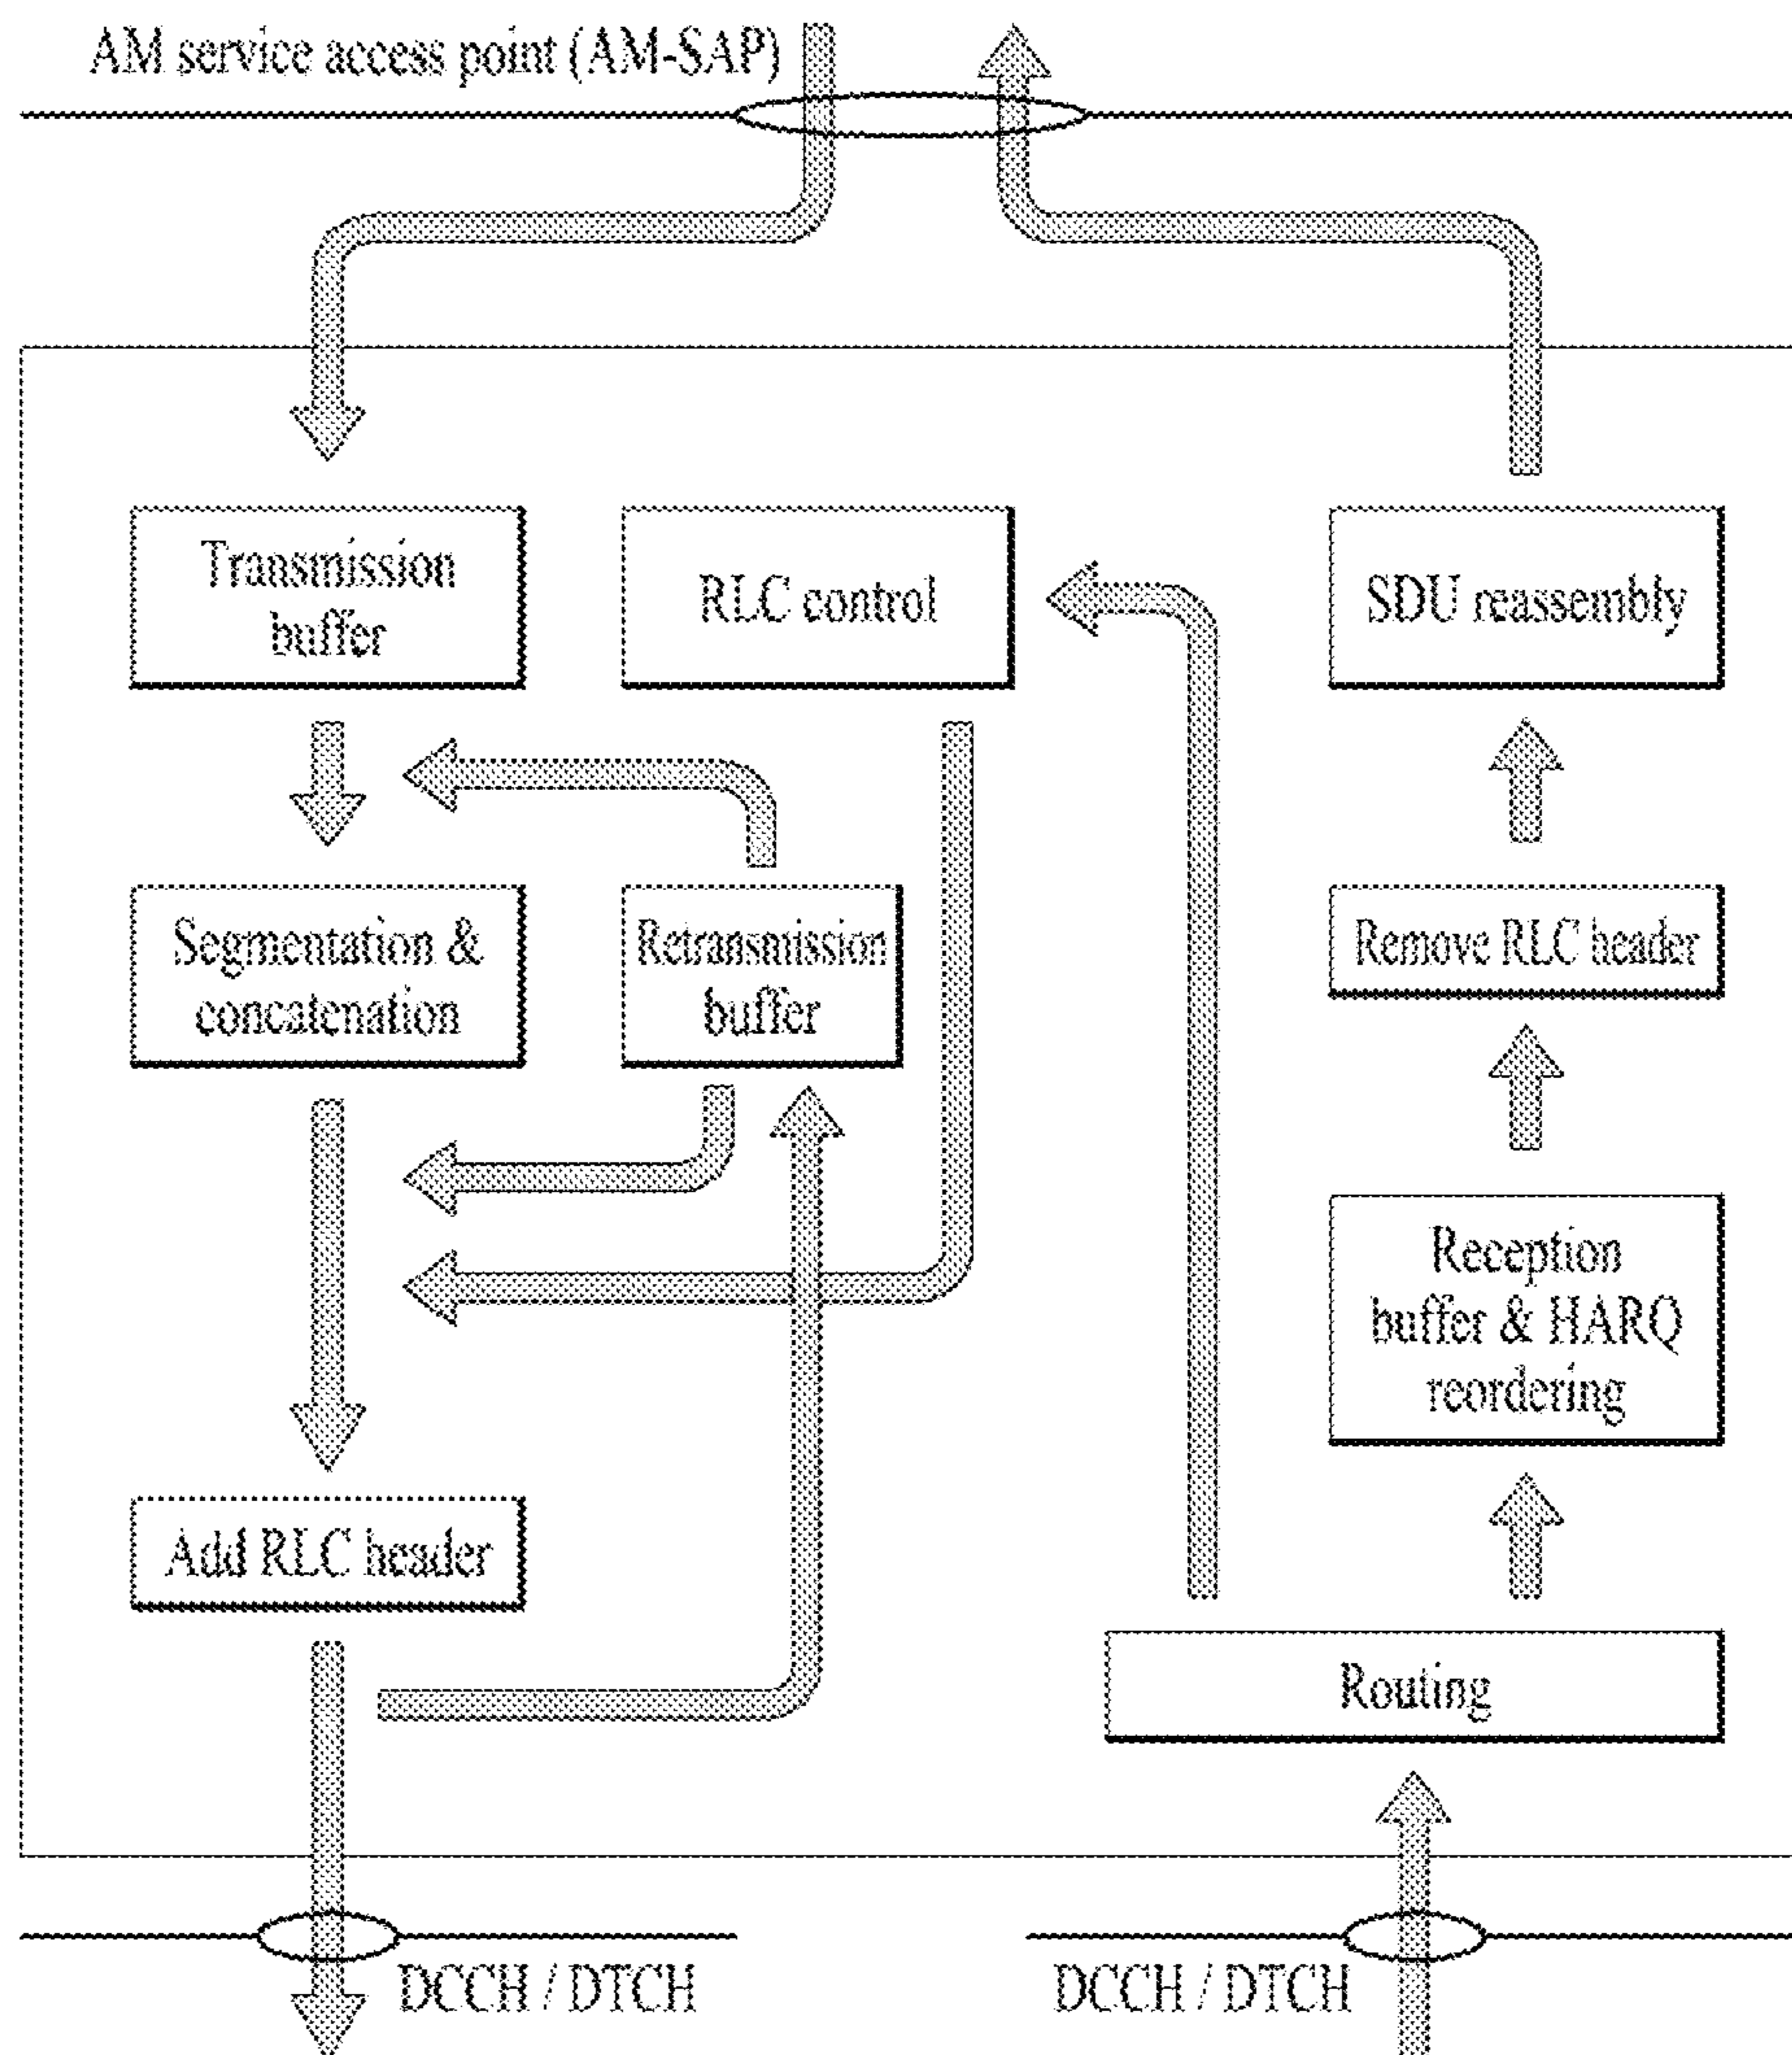 AM service access point (AM-SAP)
Transmission
buffer
RLC control
SDU reassembly
Segmentation &
concatenation
Retransmission
buffer
Remove RLC header
Reception
buffer & HARQ
reordering
Add RLC header
Routing
DCCH / DTCH
DCCH / DTCH